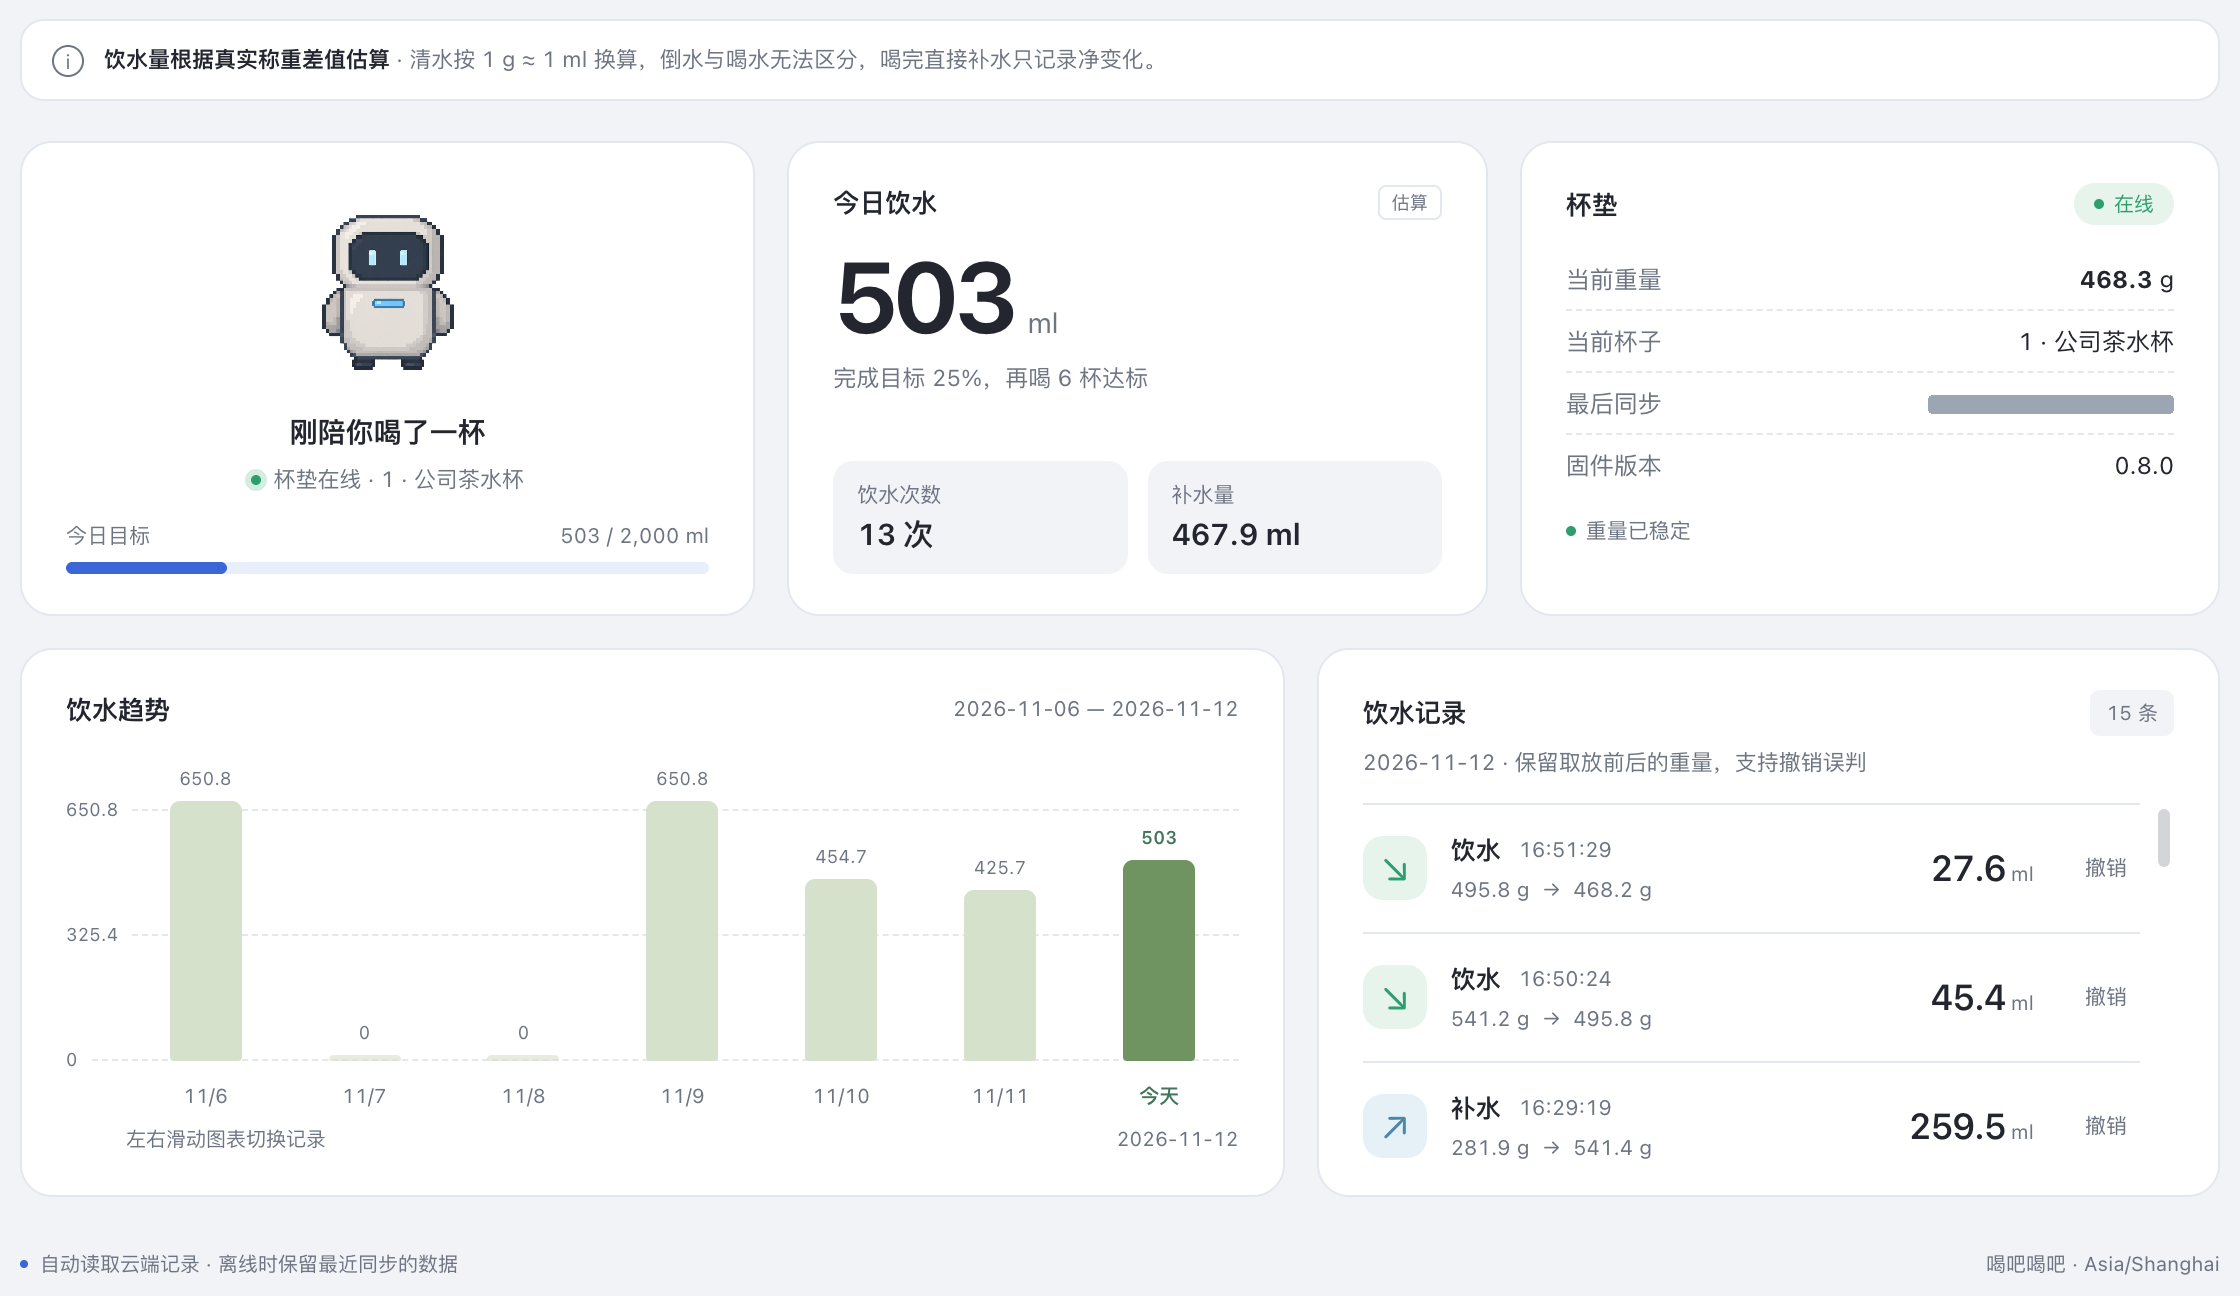 饮水量根据真实称重差值估算 · 清水按 1 g ≈ 1 ml 换算，倒水与喝水无法区分，喝完直接补水只记录净变化。
刚陪你喝了一杯
杯垫在线 · 1 · 公司茶水杯
今日目标 503 / 2,000 ml
今日饮水 估算
503 ml
完成目标 25%，再喝 6 杯达标
饮水次数
13 次
补水量
467.9 ml
杯垫 在线
当前重量 468.3 g
当前杯子 1 · 公司茶水杯
最后同步
固件版本 0.8.0
重量已稳定
饮水趋势 2026-11-06 — 2026-11-12
650.8 650.8
650.8
503
454.7
425.7
325.4
0 0
0
11/6 11/7 11/8 11/9 11/10 11/11 今天
左右滑动图表切换记录 2026-11-12
饮水记录 15 条
2026-11-12 · 保留取放前后的重量，支持撤销误判
饮水 16:51:29
495.8 g → 468.2 g
27.6 ml 撤销
饮水 16:50:24
541.2 g → 495.8 g
45.4 ml 撤销
补水 16:29:19
281.9 g → 541.4 g
259.5 ml 撤销
自动读取云端记录 · 离线时保留最近同步的数据
喝吧喝吧 · Asia/Shanghai